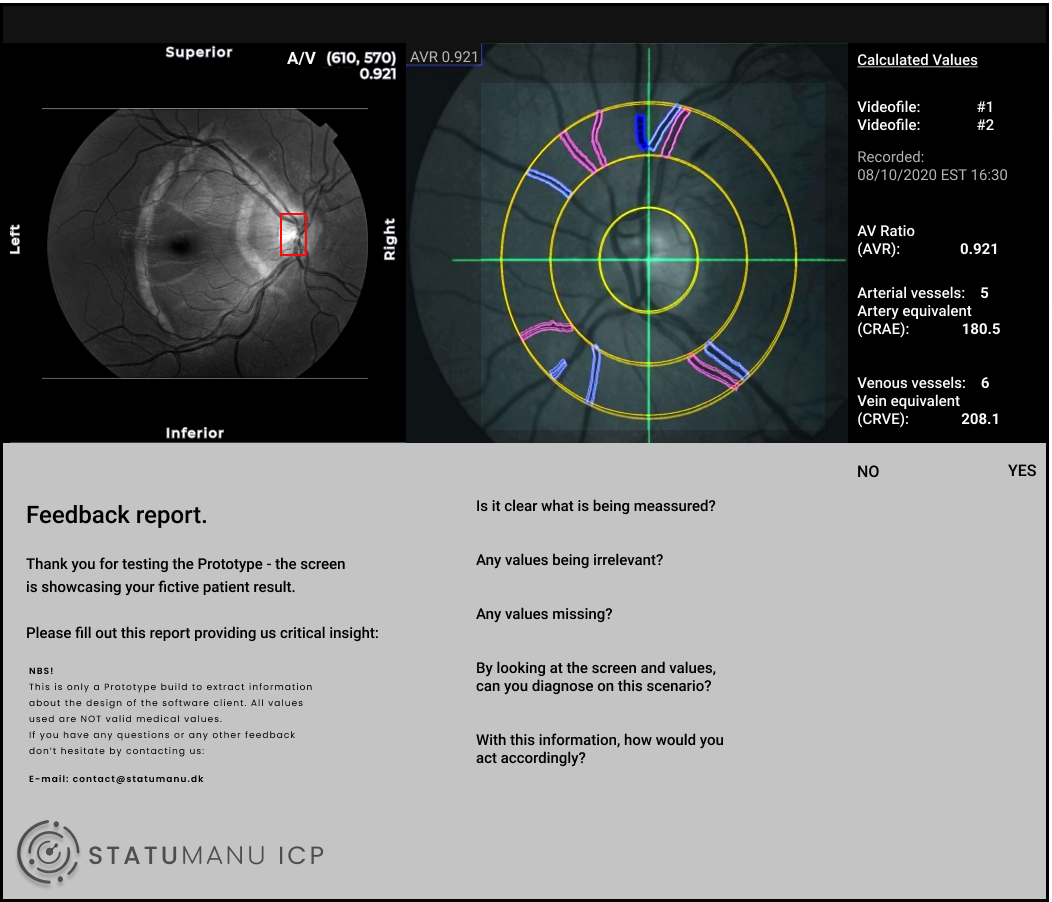 Superior
A/V (610, 570)
0.921
Left
Right
Inferior
AVR 0.921
Calculated Values
Videofile: #1
Videofile: #2
Recorded:
08/10/2020 EST 16:30
AV Ratio
(AVR): 0.921
Arterial vessels: 5
Artery equivalent
(CRAE): 180.5
Venous vessels: 6
Vein equivalent
(CRVE): 208.1
Feedback report.
Thank you for testing the Prototype - the screen
is showcasing your fictive patient result.
Please fill out this report providing us critical insight:
NBS!
This is only a Prototype build to extract information
about the design of the software client. All values
used are NOT valid medical values.
If you have any questions or any other feedback
don't hesitate by contacting us:
E-mail: contact@statumanu.dk
STATUMANU ICP
NO YES
Is it clear what is being meassured?
Any values being irrelevant?
Any values missing?
By looking at the screen and values,
can you diagnose on this scenario?
With this information, how would you
act accordingly?